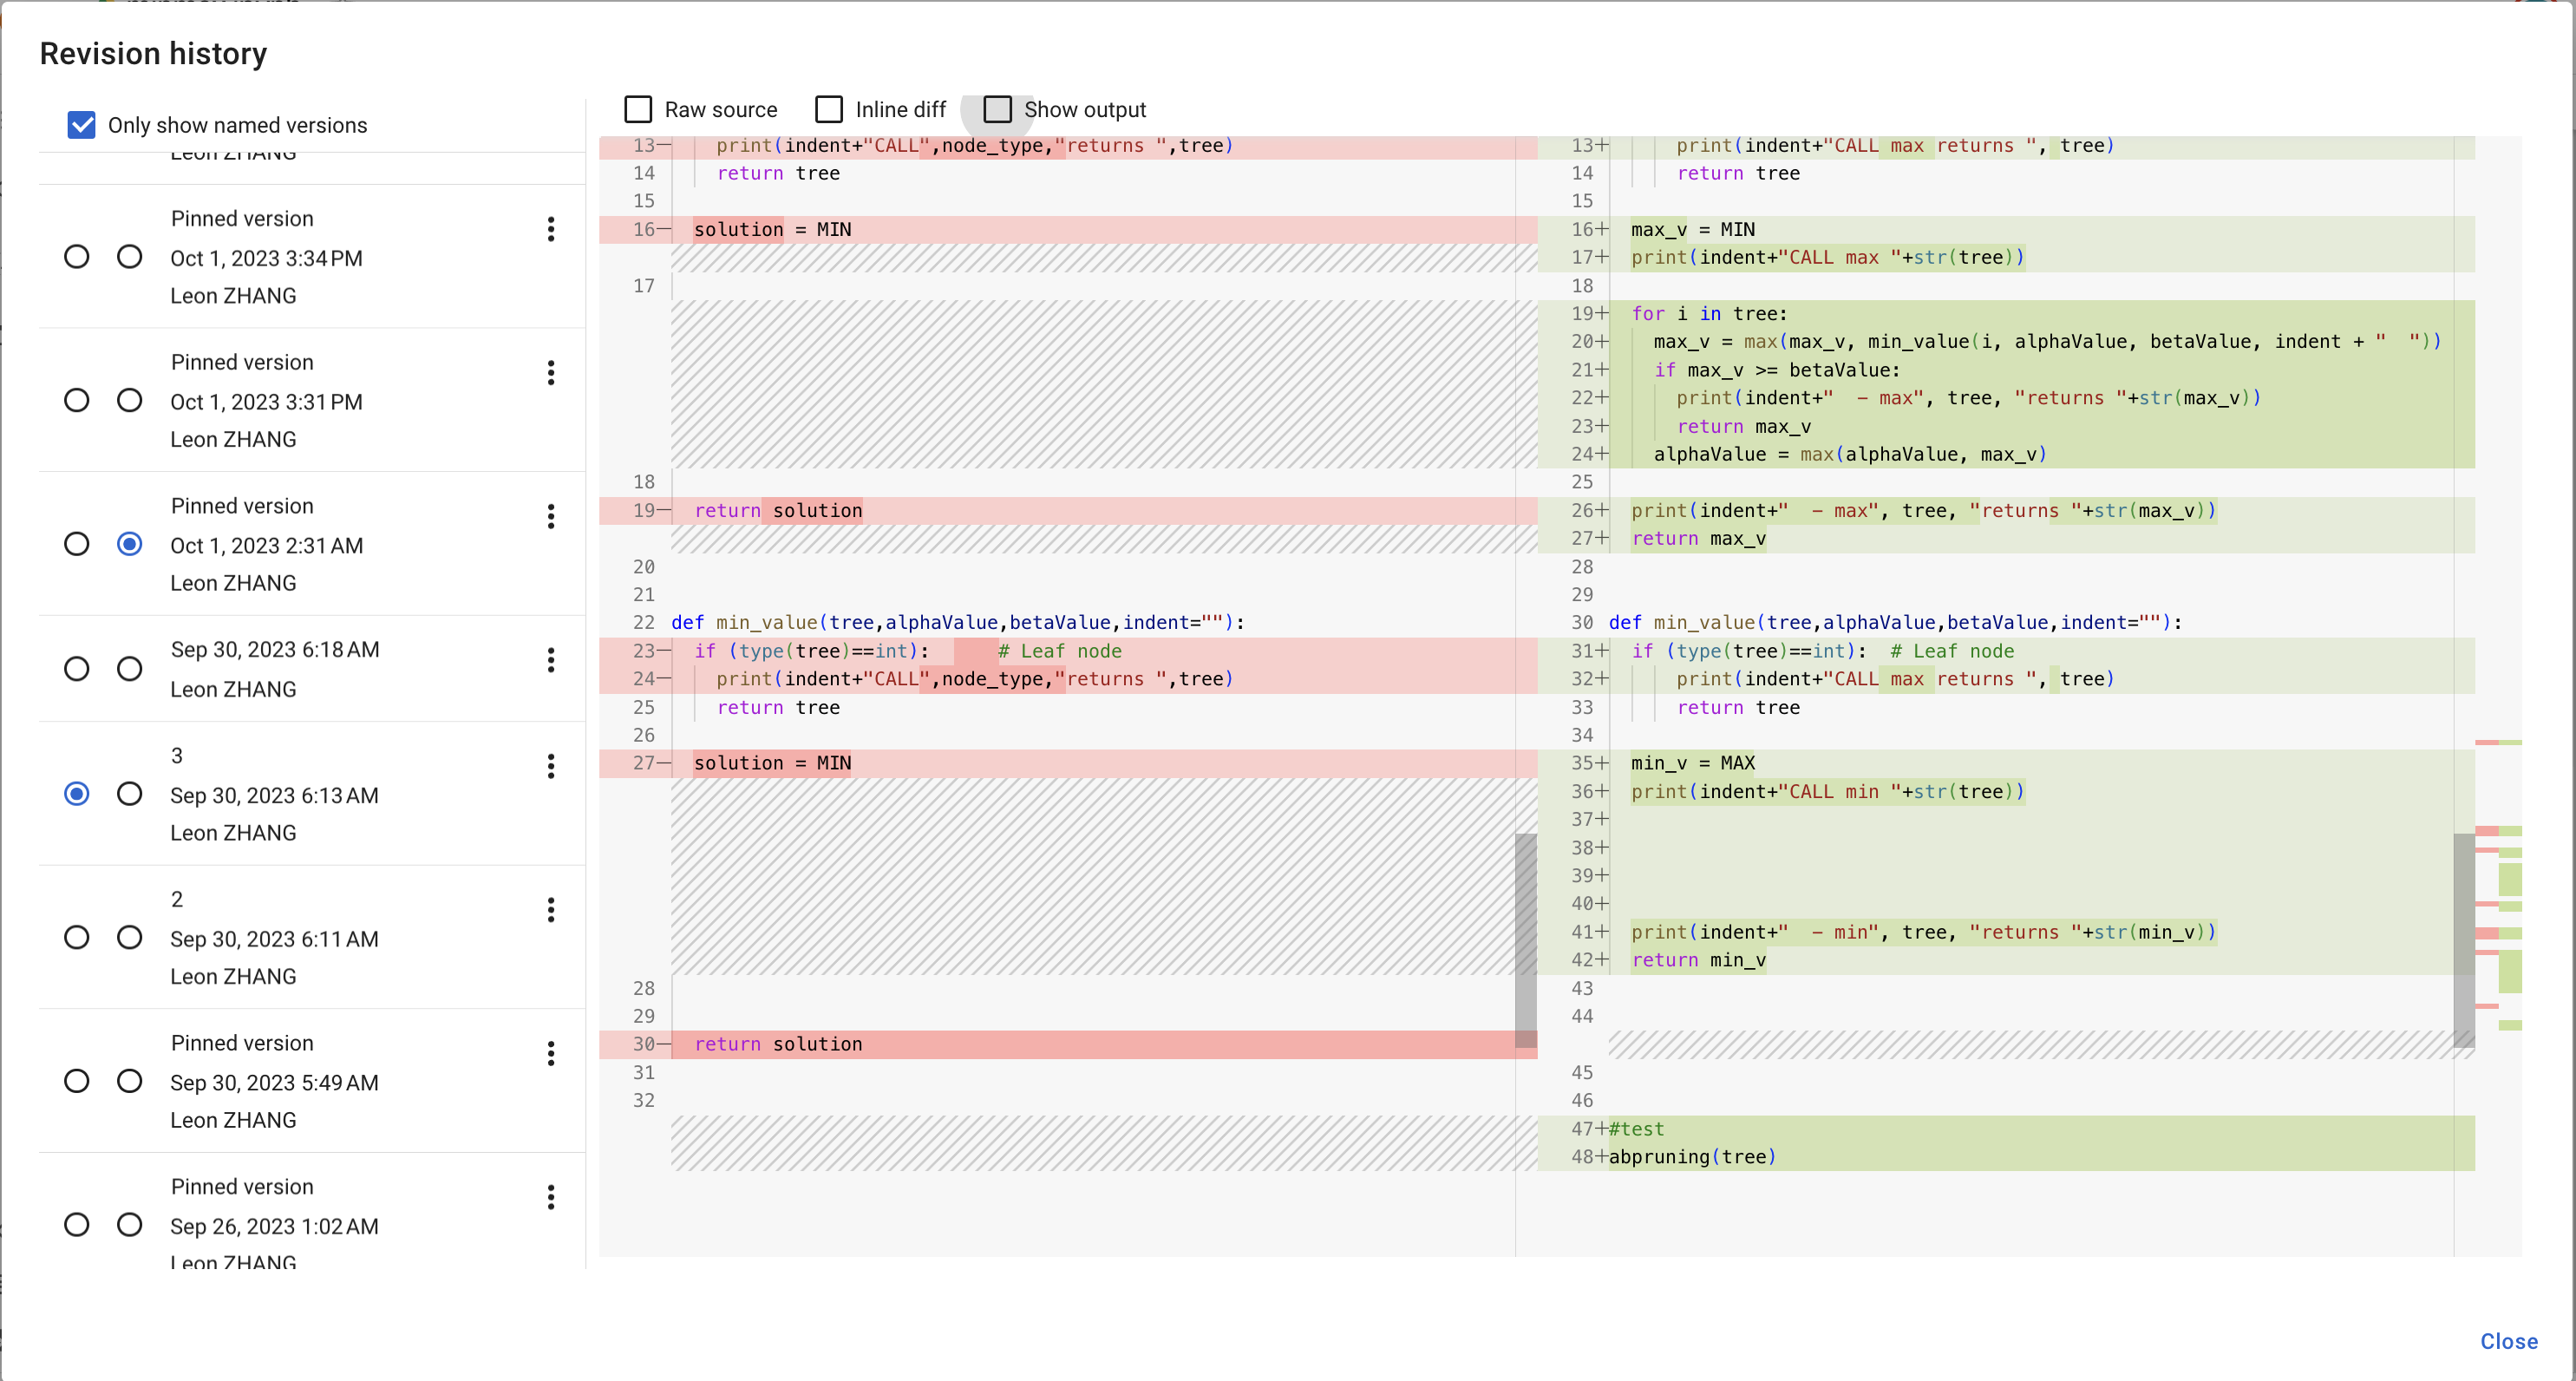 Revision history
Only show named versions
Leon ZHANG
Pinned version
Oct 1, 2023 3:34 PM
Leon ZHANG
Pinned version
Oct 1, 2023 3:31 PM
Leon ZHANG
Pinned version
Oct 1, 2023 2:31 AM
Leon ZHANG
Sep 30, 2023 6:18 AM
Leon ZHANG
3
Sep 30, 2023 6:13 AM
Leon ZHANG
2
Sep 30, 2023 6:11 AM
Leon ZHANG
Pinned version
Sep 30, 2023 5:49 AM
Leon ZHANG
Pinned version
Sep 26, 2023 1:02 AM
Leon ZHANG
Raw source Inline diff Show output
13− print(indent+"CALL",node_type,"returns ",tree)
14 return tree
15
16− solution = MIN
17
18
19− return solution
20
21
22 def min_value(tree,alphaValue,betaValue,indent=""):
23− if (type(tree)==int):      # Leaf node
24− print(indent+"CALL",node_type,"returns ",tree)
25 return tree
26
27− solution = MIN
28
29
30− return solution
31
32
13+ print(indent+"CALL max returns ", tree)
14 return tree
15
16+ max_v = MIN
17+ print(indent+"CALL max "+str(tree))
18
19+ for i in tree:
20+ max_v = max(max_v, min_value(i, alphaValue, betaValue, indent + "  "))
21+ if max_v >= betaValue:
22+ print(indent+"  - max", tree, "returns "+str(max_v))
23+ return max_v
24+ alphaValue = max(alphaValue, max_v)
25
26+ print(indent+"  - max", tree, "returns "+str(max_v))
27+ return max_v
28
29
30 def min_value(tree,alphaValue,betaValue,indent=""):
31+ if (type(tree)==int):  # Leaf node
32+ print(indent+"CALL max returns ", tree)
33 return tree
34
35+ min_v = MAX
36+ print(indent+"CALL min "+str(tree))
37+
38+
39+
40+
41+ print(indent+"  - min", tree, "returns "+str(min_v))
42+ return min_v
43
44
45
46
47+ #test
48+ abpruning(tree)
Close